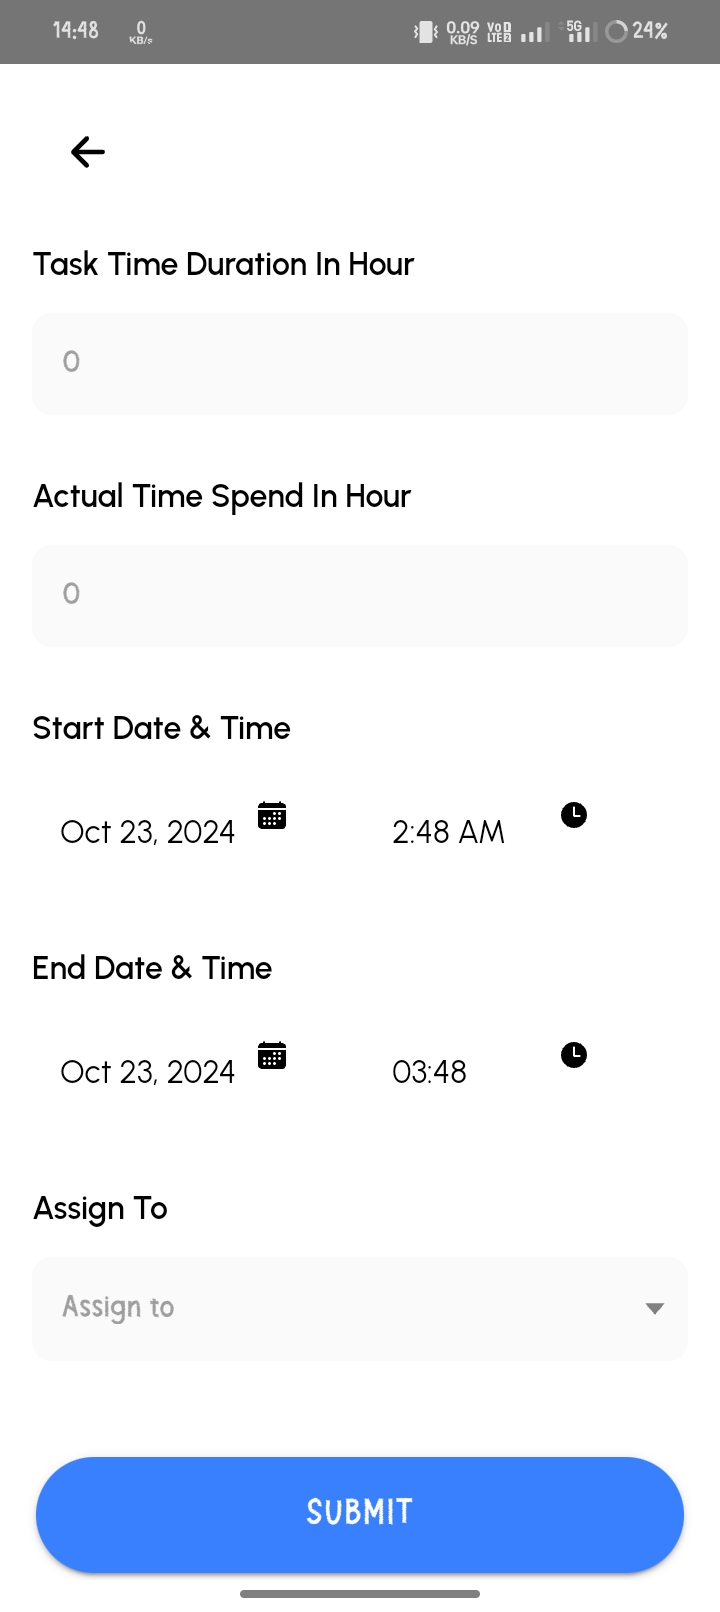 14:48 0 KB/s 0.09 KB/S VoD LTE2 5G 24%
Task Time Duration In Hour
0
Actual Time Spend In Hour
0
Start Date & Time
Oct 23, 2024 2:48 AM
End Date & Time
Oct 23, 2024 03:48
Assign To
Assign to
SUBMIT